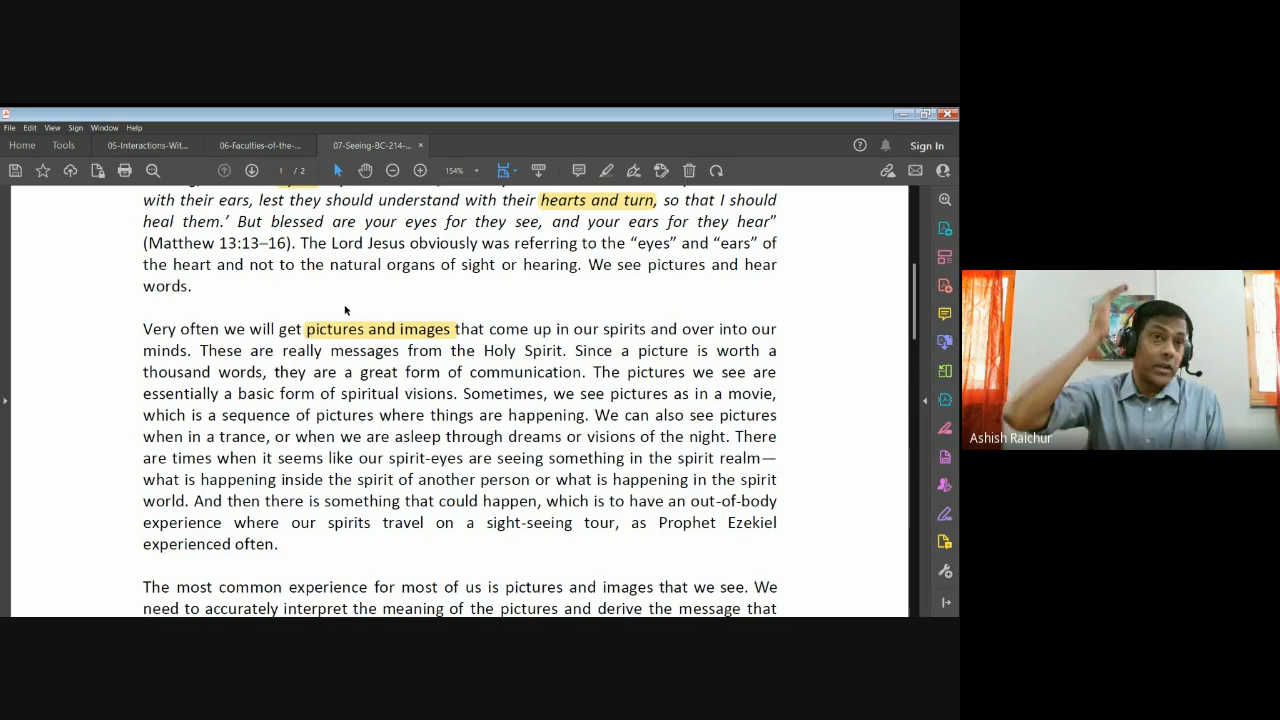 File Edit View Sign Window Help
Home Tools 05-Interactions-Wit... 06-Faculties-of-the-... 07-Seeing-BC-214-... × Sign In
1 / 2 154%
with their ears, lest they should understand with their hearts and turn, so that I should
heal them.’ But blessed are your eyes for they see, and your ears for they hear”
(Matthew 13:13–16). The Lord Jesus obviously was referring to the “eyes” and “ears” of
the heart and not to the natural organs of sight or hearing. We see pictures and hear
words.
Very often we will get pictures and images that come up in our spirits and over into our
minds. These are really messages from the Holy Spirit. Since a picture is worth a
thousand words, they are a great form of communication. The pictures we see are
essentially a basic form of spiritual visions. Sometimes, we see pictures as in a movie,
which is a sequence of pictures where things are happening. We can also see pictures
when in a trance, or when we are asleep through dreams or visions of the night. There
are times when it seems like our spirit-eyes are seeing something in the spirit realm—
what is happening inside the spirit of another person or what is happening in the spirit
world. And then there is something that could happen, which is to have an out-of-body
experience where our spirits travel on a sight-seeing tour, as Prophet Ezekiel
experienced often.
The most common experience for most of us is pictures and images that we see. We
need to accurately interpret the meaning of the pictures and derive the message that
Ashish Raichur